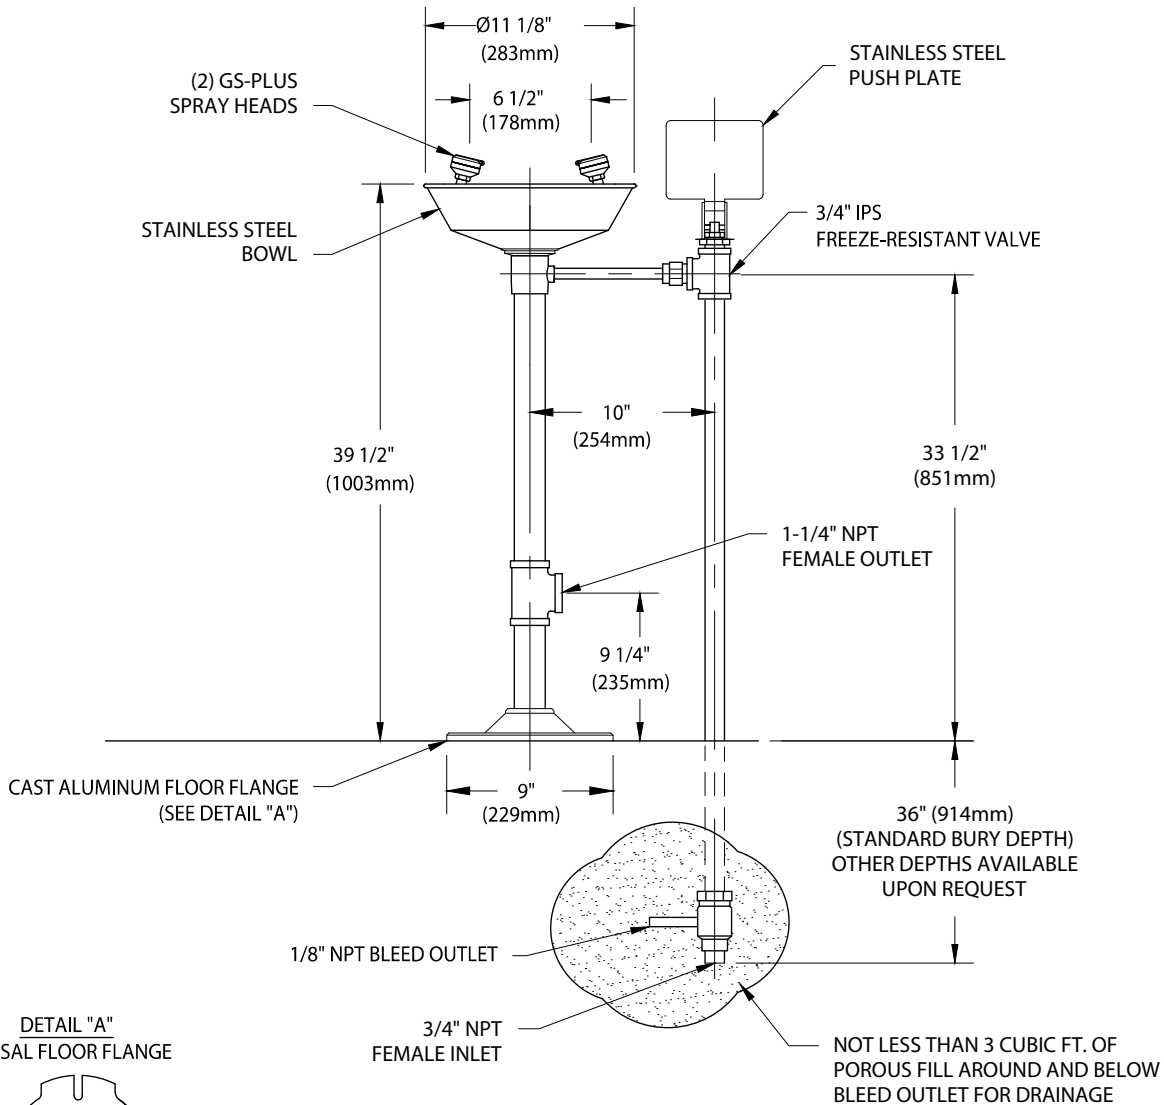 Ø11 1/8"
(283mm)
STAINLESS STEEL
PUSH PLATE
(2) GS-PLUS
SPRAY HEADS
6 1/2"
(178mm)
3/4" IPS
FREEZE-RESISTANT VALVE
STAINLESS STEEL
BOWL
10"
(254mm)
39 1/2"
(1003mm)
33 1/2"
(851mm)
1-1/4" NPT
FEMALE OUTLET
9 1/4"
(235mm)
CAST ALUMINUM FLOOR FLANGE
(SEE DETAIL "A")
9"
(229mm)
36" (914mm)
(STANDARD BURY DEPTH)
OTHER DEPTHS AVAILABLE
UPON REQUEST
1/8" NPT BLEED OUTLET
3/4" NPT
FEMALE INLET
NOT LESS THAN 3 CUBIC FT. OF
POROUS FILL AROUND AND BELOW
BLEED OUTLET FOR DRAINAGE
DETAIL "A"
FLOOR FLANGE